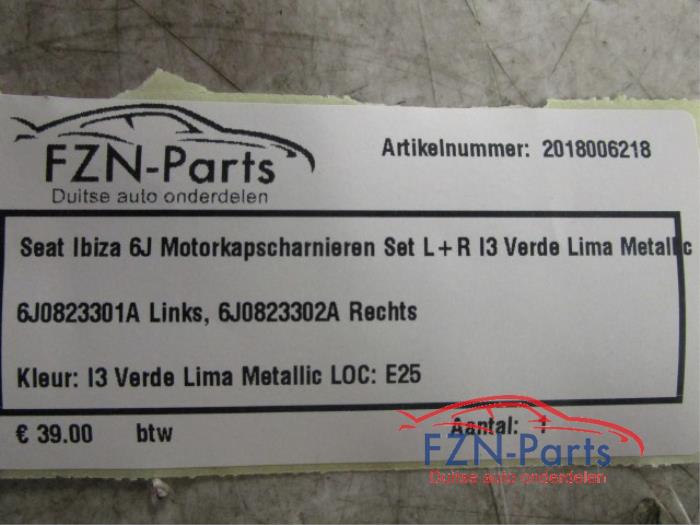 FZN-Parts
Duitse auto onderdelen
Artikelnummer: 2018006218
Seat Ibiza 6J Motorkapscharnieren Set L+R I3 Verde Lima Metallic
6J0823301A Links, 6J0823302A Rechts
Kleur: I3 Verde Lima Metallic LOC: E25
€ 39.00 btw
Aantal: 1
FZN-Parts
Duitse auto onderdelen